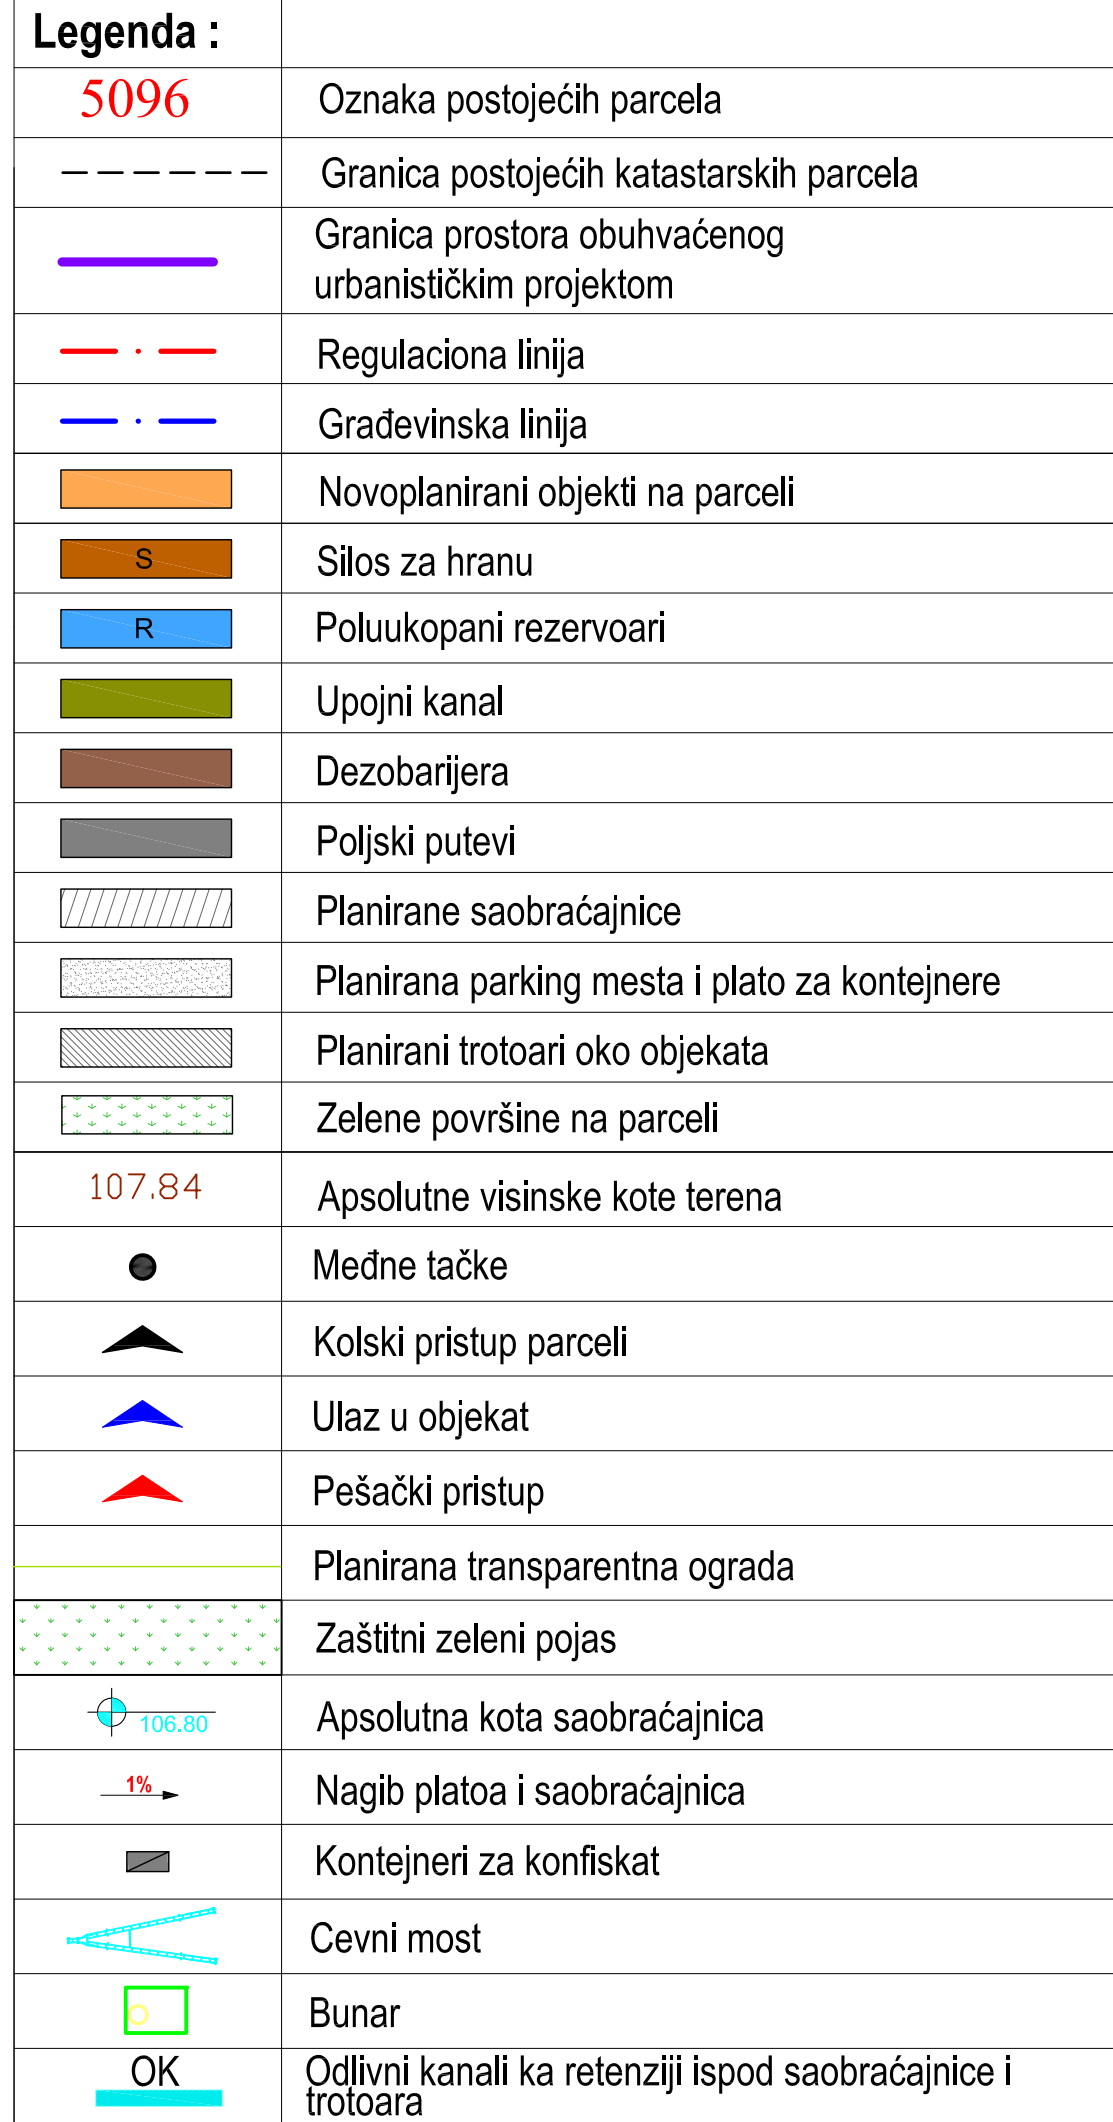 Legenda :
5096 Oznaka postojećih parcela
Granica postojećih katastarskih parcela
Granica prostora obuhvaćenog
urbanističkim projektom
Regulaciona linija
Građevinska linija
Novoplanirani objekti na parceli
S Silos za hranu
R Poluukopani rezervoari
Upojni kanal
Dezobarijera
Poljski putevi
Planirane saobraćajnice
Planirana parking mesta i plato za kontejnere
Planirani trotoari oko objekata
Zelene površine na parceli
107.84 Apsolutne visinske kote terena
Međne tačke
Kolski pristup parceli
Ulaz u objekat
Pešački pristup
Planirana transparentna ograda
Zaštitni zeleni pojas
106.80 Apsolutna kota saobraćajnica
1% Nagib platoa i saobraćajnica
Kontejneri za konfiskat
Cevni most
Bunar
OK Odlivni kanali ka retenziji ispod saobraćajnice i
trotoara